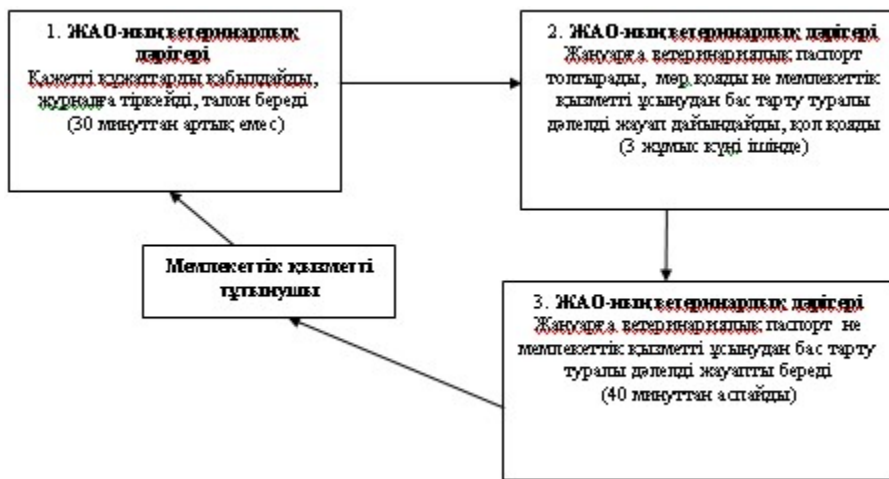 1. ЖАО-ның ветеринарлық
дәрігері
Қажетті құжаттарды қабылдайды,
журналға тіркейді, талон береді
(30 минуттан артық емес)
2. ЖАО-ның ветеринарлық дәрігері
Жануарға ветеринариялық паспорт
толтырады, мөр қояды не мемлекеттік
қызметті ұсынудан бас тарту туралы
дәлелді жауап дайындайды, қол қояды
(3 жұмыс күні ішінде)
Мемлекеттік қызметті
тұтынушы
3. ЖАО-ның ветеринарлық дәрігері
Жануарға ветеринариялық паспорт не
мемлекеттік қызметті ұсынудан бас тарту
туралы дәлелді жауапты береді
(40 минуттан аспайды)